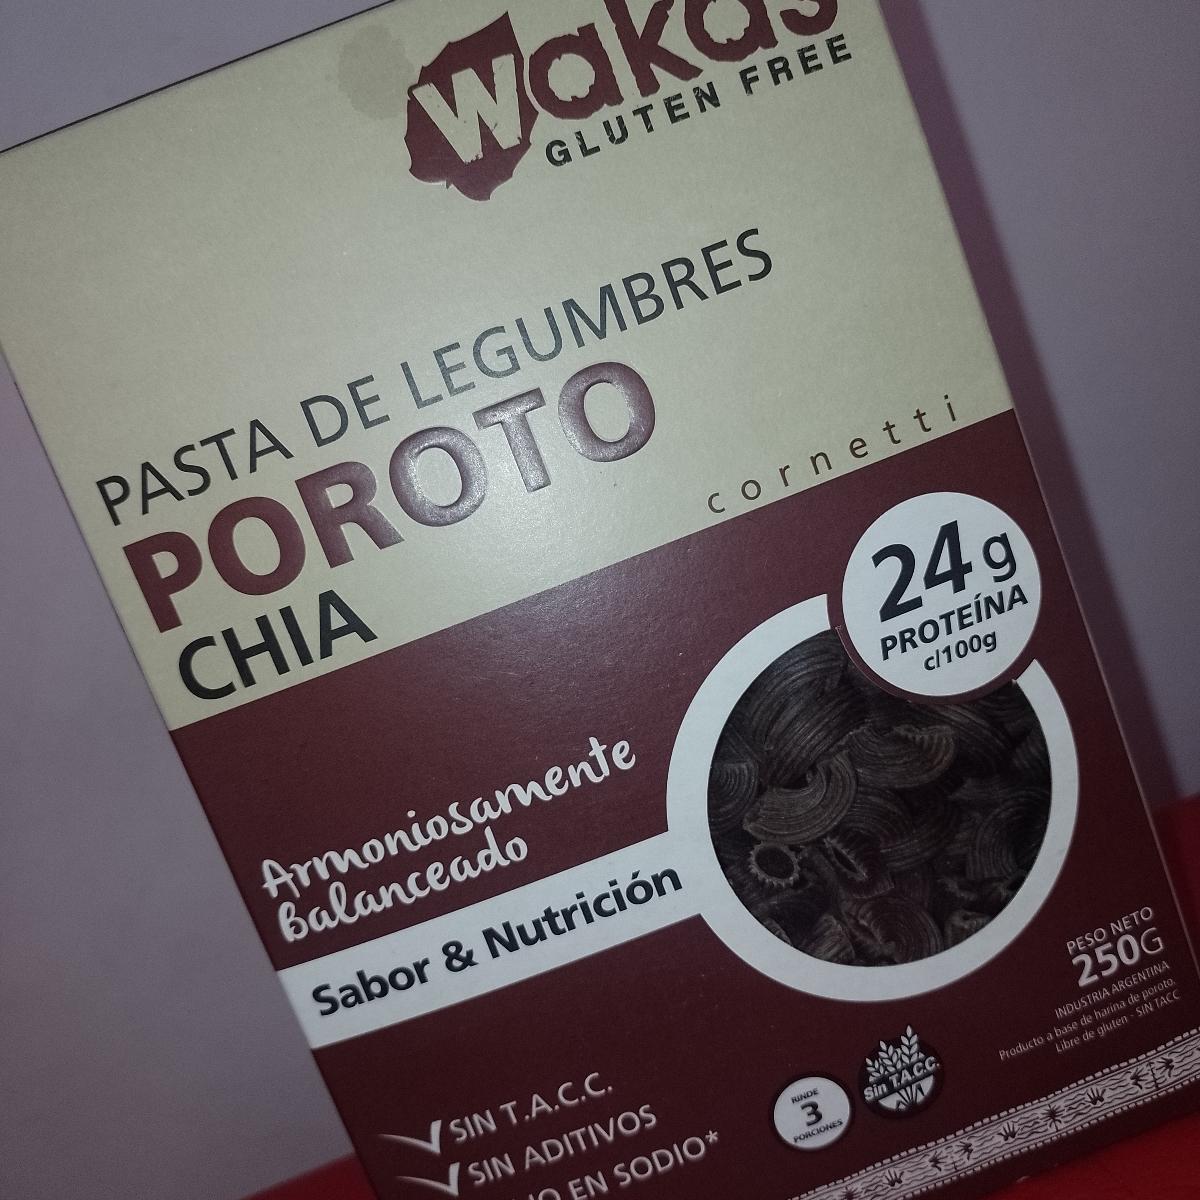 Wakas
GLUTEN FREE
PASTA DE LEGUMBRES
POROTO
CHIA
cornetti
24g
PROTEÍNA
c/100g
Armoniosamente
Balanceado
Sabor & Nutrición
PESO NETO
250G
INDUSTRIA ARGENTINA
Producto a base de harina de poroto.
Libre de gluten - SIN TACC
SIN T.A.C.C.
SIN ADITIVOS
EN SODIO*
RINDE
3
PORCIONES
Sin T.A.C.C.